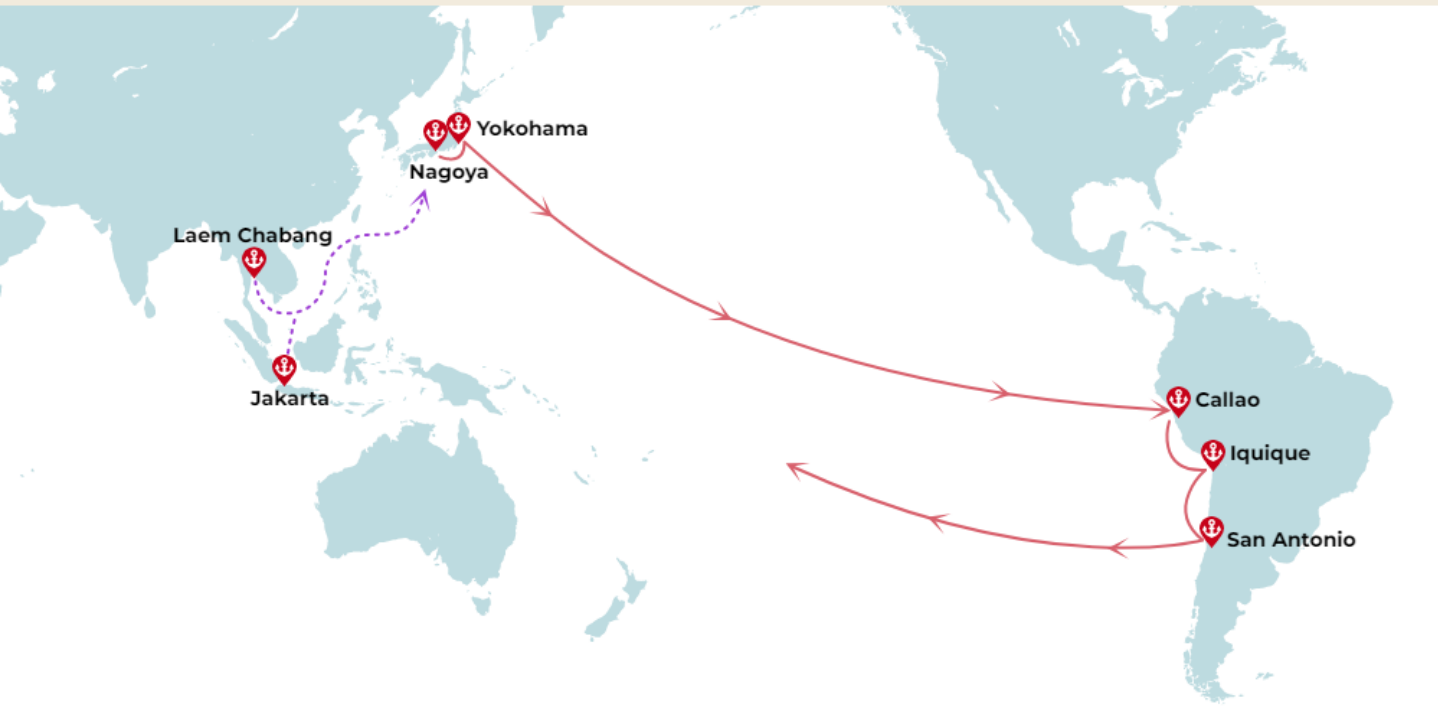 Yokohama
Nagoya
Laem Chabang
Jakarta
Callao
Iquique
San Antonio